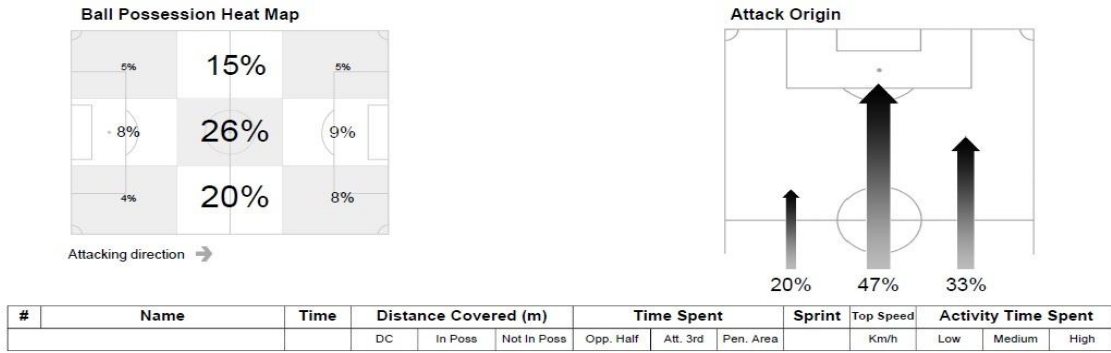 Ball Possession Heat Map
5% 15% 5%
8% 26% 9%
4% 20% 8%
Attacking direction
Attack Origin
20% 47% 33%
# Name Time Distance Covered (m) Time Spent Sprint Top Speed Activity Time Spent
DC In Poss Not In Poss Opp. Half Att. 3rd Pen. Area Km/h Low Medium High